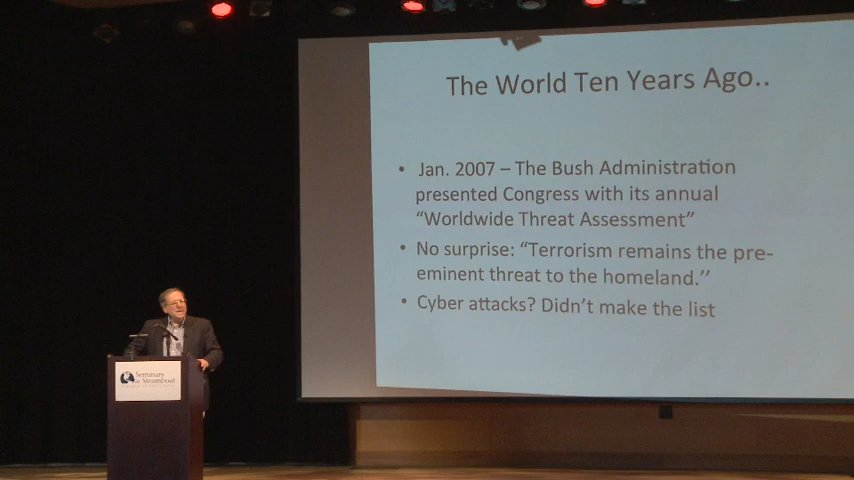 The World Ten Years Ago..
• Jan. 2007 – The Bush Administration
presented Congress with its annual
“Worldwide Threat Assessment”
• No surprise: “Terrorism remains the pre-
eminent threat to the homeland.’’
• Cyber attacks? Didn’t make the list
Seminars
at Steamboat